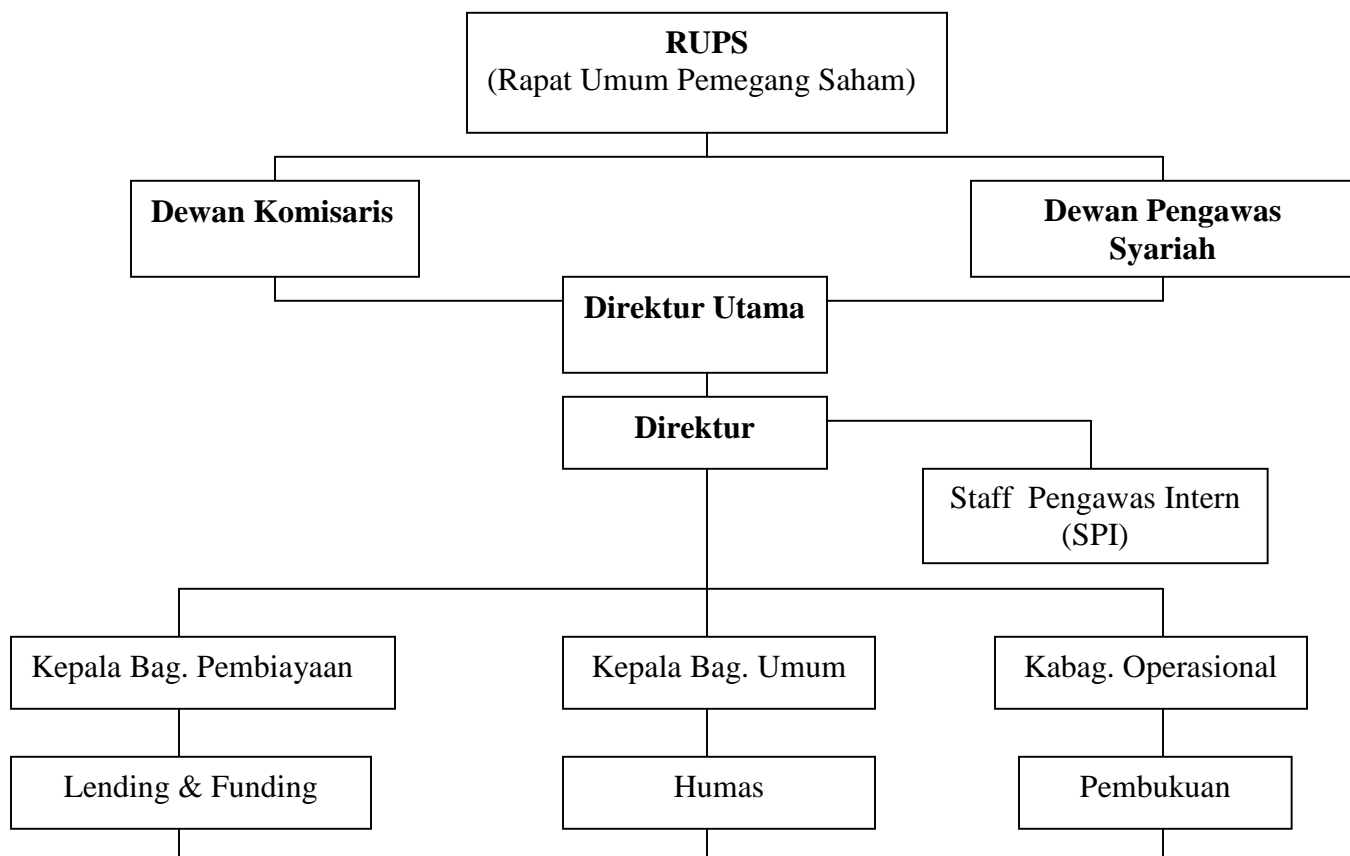 RUPS
(Rapat Umum Pemegang Saham)
Dewan Komisaris
Dewan Pengawas
Syariah
Direktur Utama
Direktur
Staff  Pengawas Intern
(SPI)
Kepala Bag. Pembiayaan
Kepala Bag. Umum
Kabag. Operasional
Lending & Funding
Humas
Pembukuan